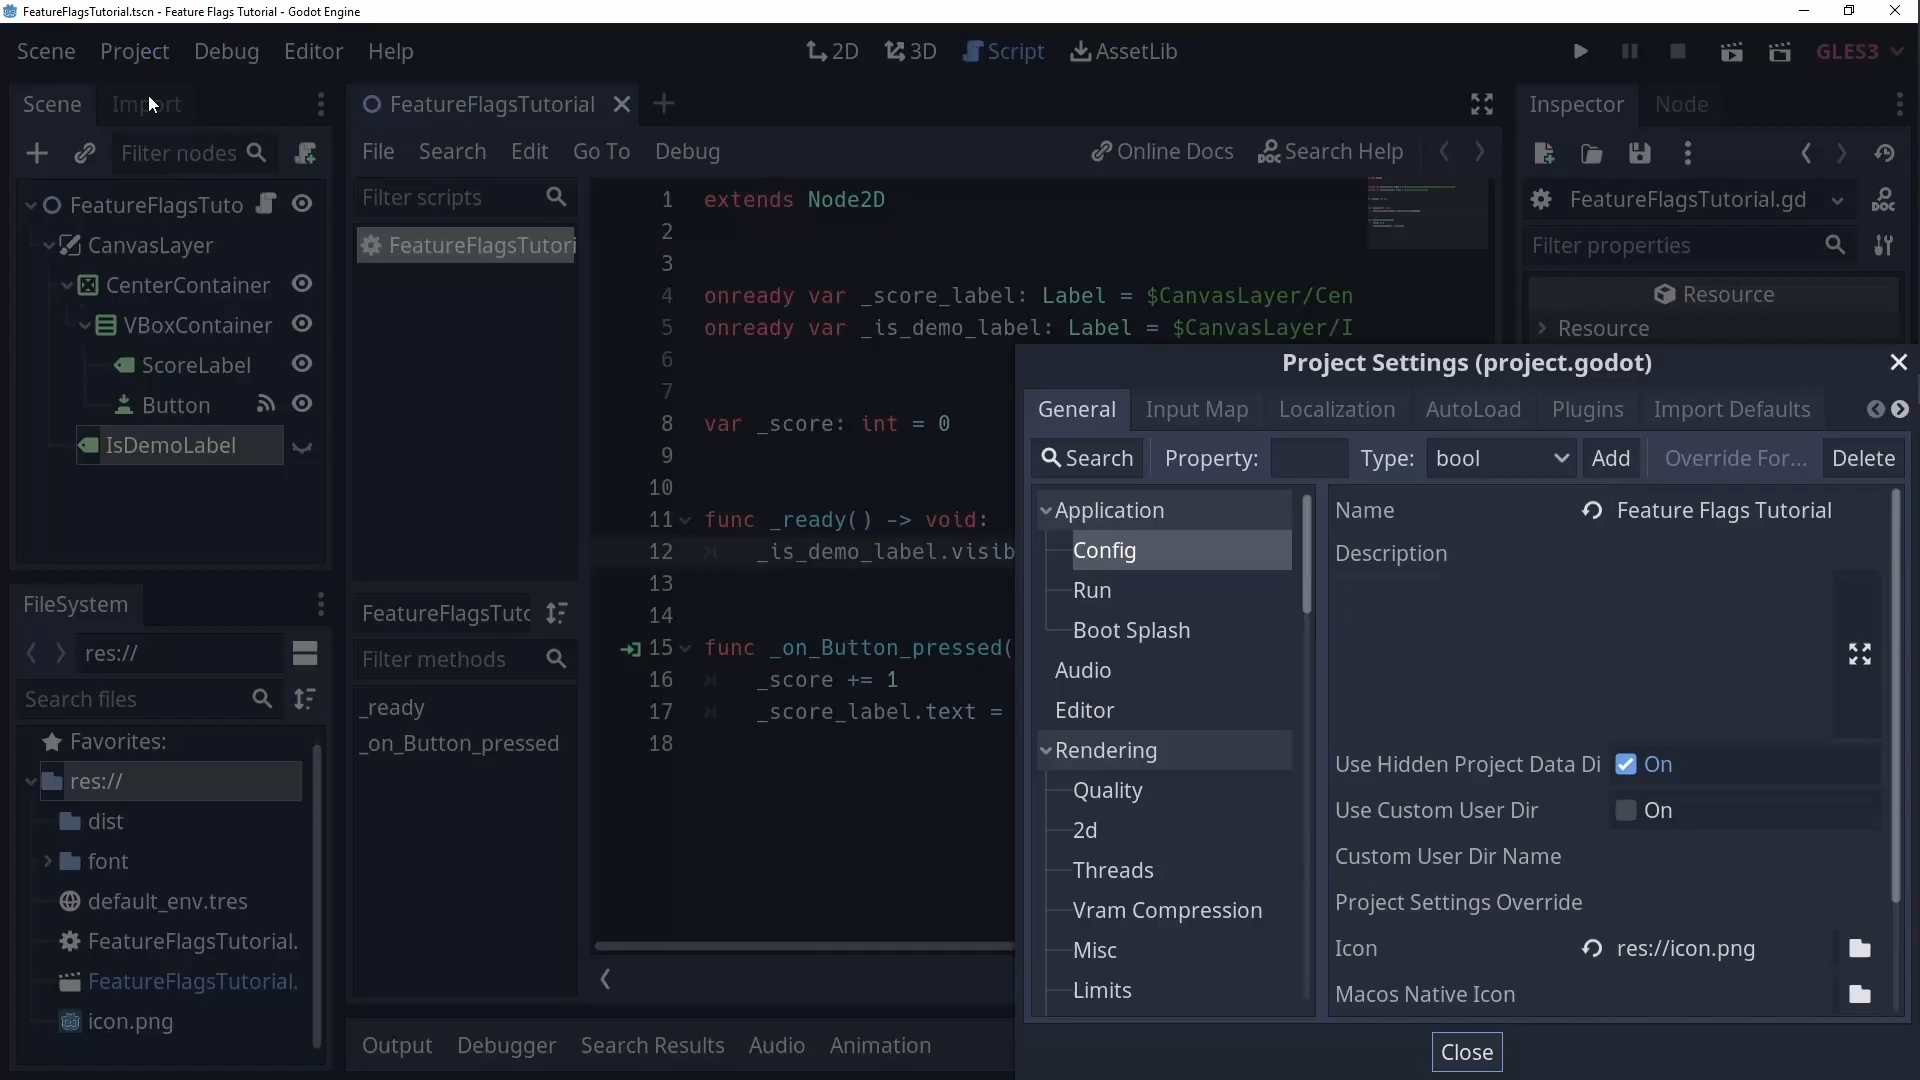 FeatureFlagsTutorial.tscn - Feature Flags Tutorial - Godot Engine
Scene Project Debug Editor Help
2D 3D Script AssetLib
GLES3
Scene Import
Filter nodes
FeatureFlagsTuto
CanvasLayer
CenterContainer
VBoxContainer
ScoreLabel
Button
IsDemoLabel
FileSystem
res://
Search files
Favorites:
res://
dist
font
default_env.tres
FeatureFlagsTutorial.
FeatureFlagsTutorial.
icon.png
FeatureFlagsTutorial
File Search Edit Go To Debug
Online Docs Search Help
Filter scripts
FeatureFlagsTutori
FeatureFlagsTuto
Filter methods
_ready
_on_Button_pressed
1 extends Node2D
2
3
4 onready var _score_label: Label = $CanvasLayer/Cen
5 onready var _is_demo_label: Label = $CanvasLayer/I
6
7
8 var _score: int = 0
9
10
11 func _ready() -> void:
12 _is_demo_label.visib
13
14
15 func _on_Button_pressed(
16 _score += 1
17 _score_label.text =
18
Output Debugger Search Results Audio Animation
Inspector Node
FeatureFlagsTutorial.gd
Filter properties
Resource
Resource
Project Settings (project.godot)
General Input Map Localization AutoLoad Plugins Import Defaults
Search Property: Type: bool Add Override For... Delete
Application
Config
Run
Boot Splash
Audio
Editor
Rendering
Quality
2d
Threads
Vram Compression
Misc
Limits
Name Feature Flags Tutorial
Description
Use Hidden Project Data Di On
Use Custom User Dir On
Custom User Dir Name
Project Settings Override
Icon res://icon.png
Macos Native Icon
Close